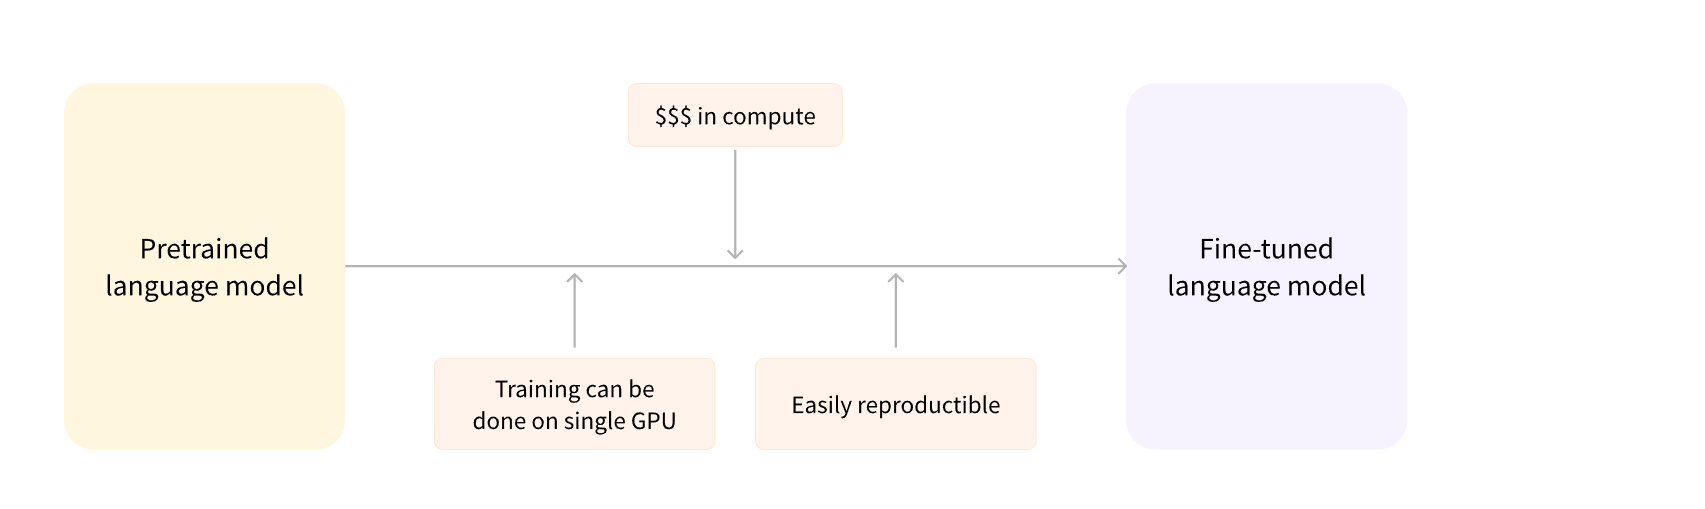 $$$ in compute
Pretrained
language model
Fine-tuned
language model
Training can be
done on single GPU
Easily reproductible